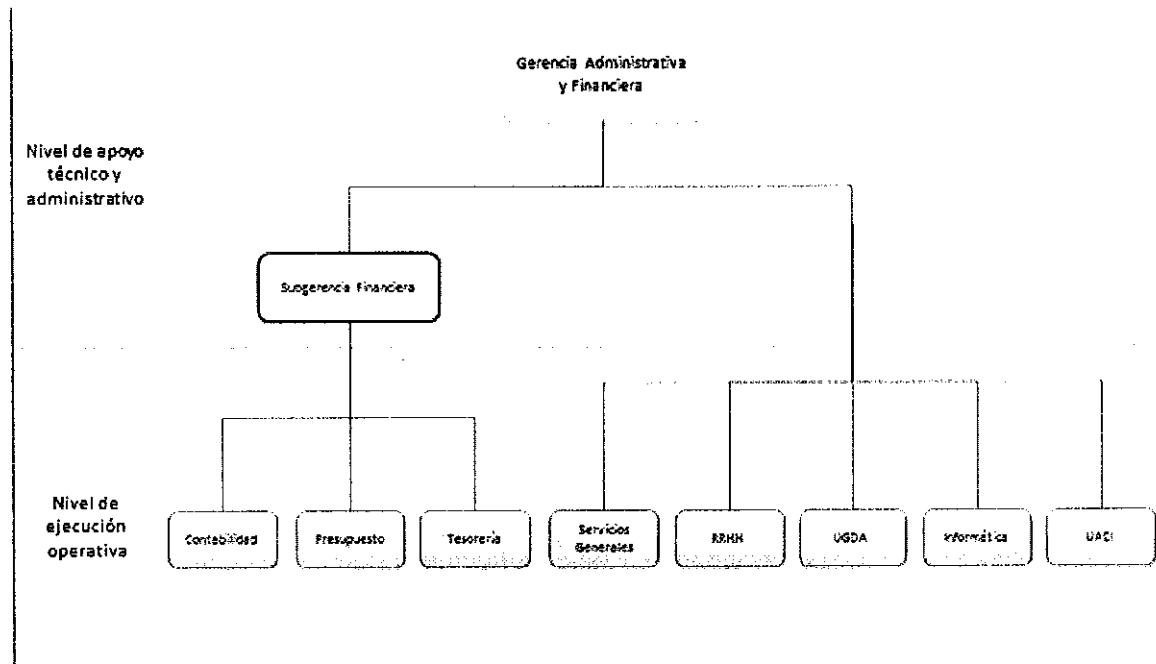 Gerencia Administrativa
y Financiera
Nivel de apoyo
técnico y
administrativo
Subgerencia Financiera
Nivel de
ejecución
operativa
Contabilidad
Presupuesto
Tesorería
Servicios
Generales
RRHH
UGDA
Informática
UACI